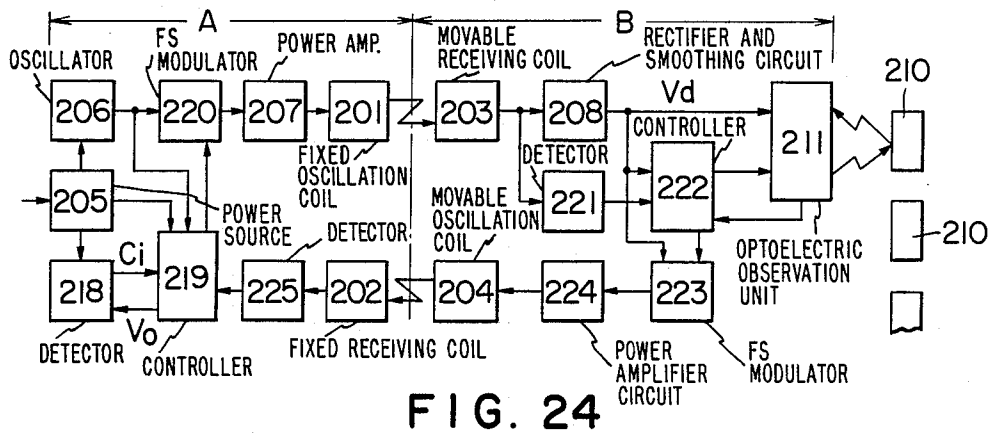 A
B
OSCILLATOR
FS
MODULATOR
POWER AMP.
MOVABLE
RECEIVING COIL
RECTIFIER AND
SMOOTHING CIRCUIT
210
206
220
207
201
203
208
Vd
211
FIXED
OSCILLATION
COIL
DETECTOR
CONTROLLER
205
POWER
SOURCE
221
222
MOVABLE
OSCILLATION
COIL
210
OPTOELECTRIC
OBSERVATION
UNIT
DETECTOR
218
Ci
219
225
202
204
224
223
Vo
DETECTOR
CONTROLLER
FIXED RECEIVING COIL
POWER
AMPLIFIER
CIRCUIT
FS
MODULATOR
FIG. 24